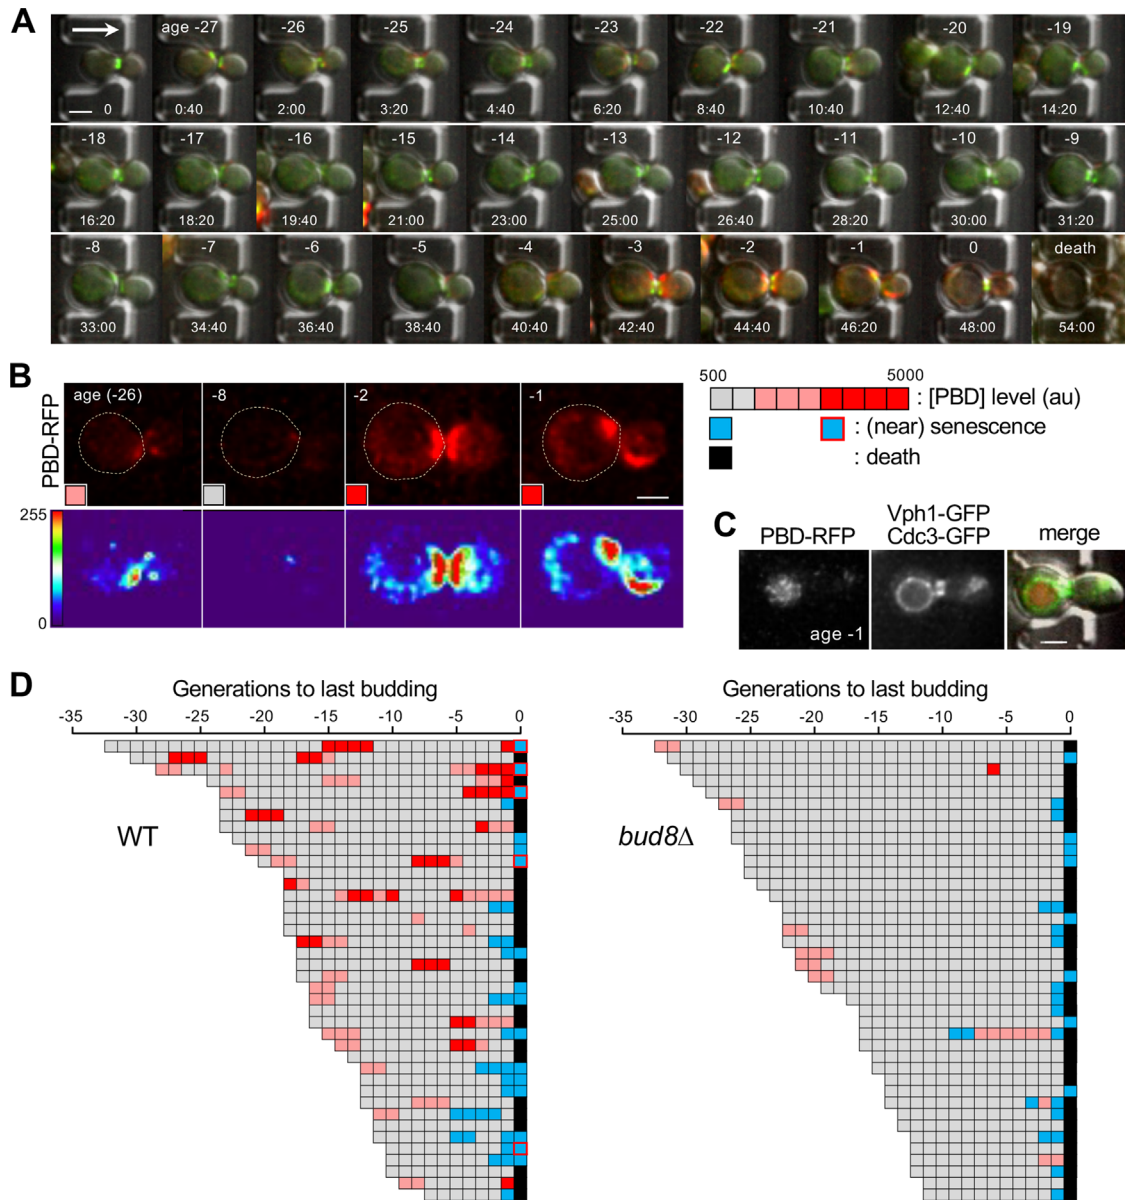 A
age -27
-26
-25
-24
-23
-22
-21
-20
-19
0
0:40
2:00
3:20
4:40
6:20
8:40
10:40
12:40
14:20
-18
-17
-16
-15
-14
-13
-12
-11
-10
-9
16:20
18:20
19:40
21:00
23:00
25:00
26:40
28:20
30:00
31:20
-8
-7
-6
-5
-4
-3
-2
-1
0
death
33:00
34:40
36:40
38:40
40:40
42:40
44:40
46:20
48:00
54:00
B
PBD-RFP
age (-26)
-8
-2
-1
255
0
500
5000
: [PBD] level (au)
: (near) senescence
: death
C
PBD-RFP
Vph1-GFP
Cdc3-GFP
merge
age -1
D
Generations to last budding
-35 -30 -25 -20 -15 -10 -5 0
WT
Generations to last budding
-35 -30 -25 -20 -15 -10 -5 0
bud8Δ